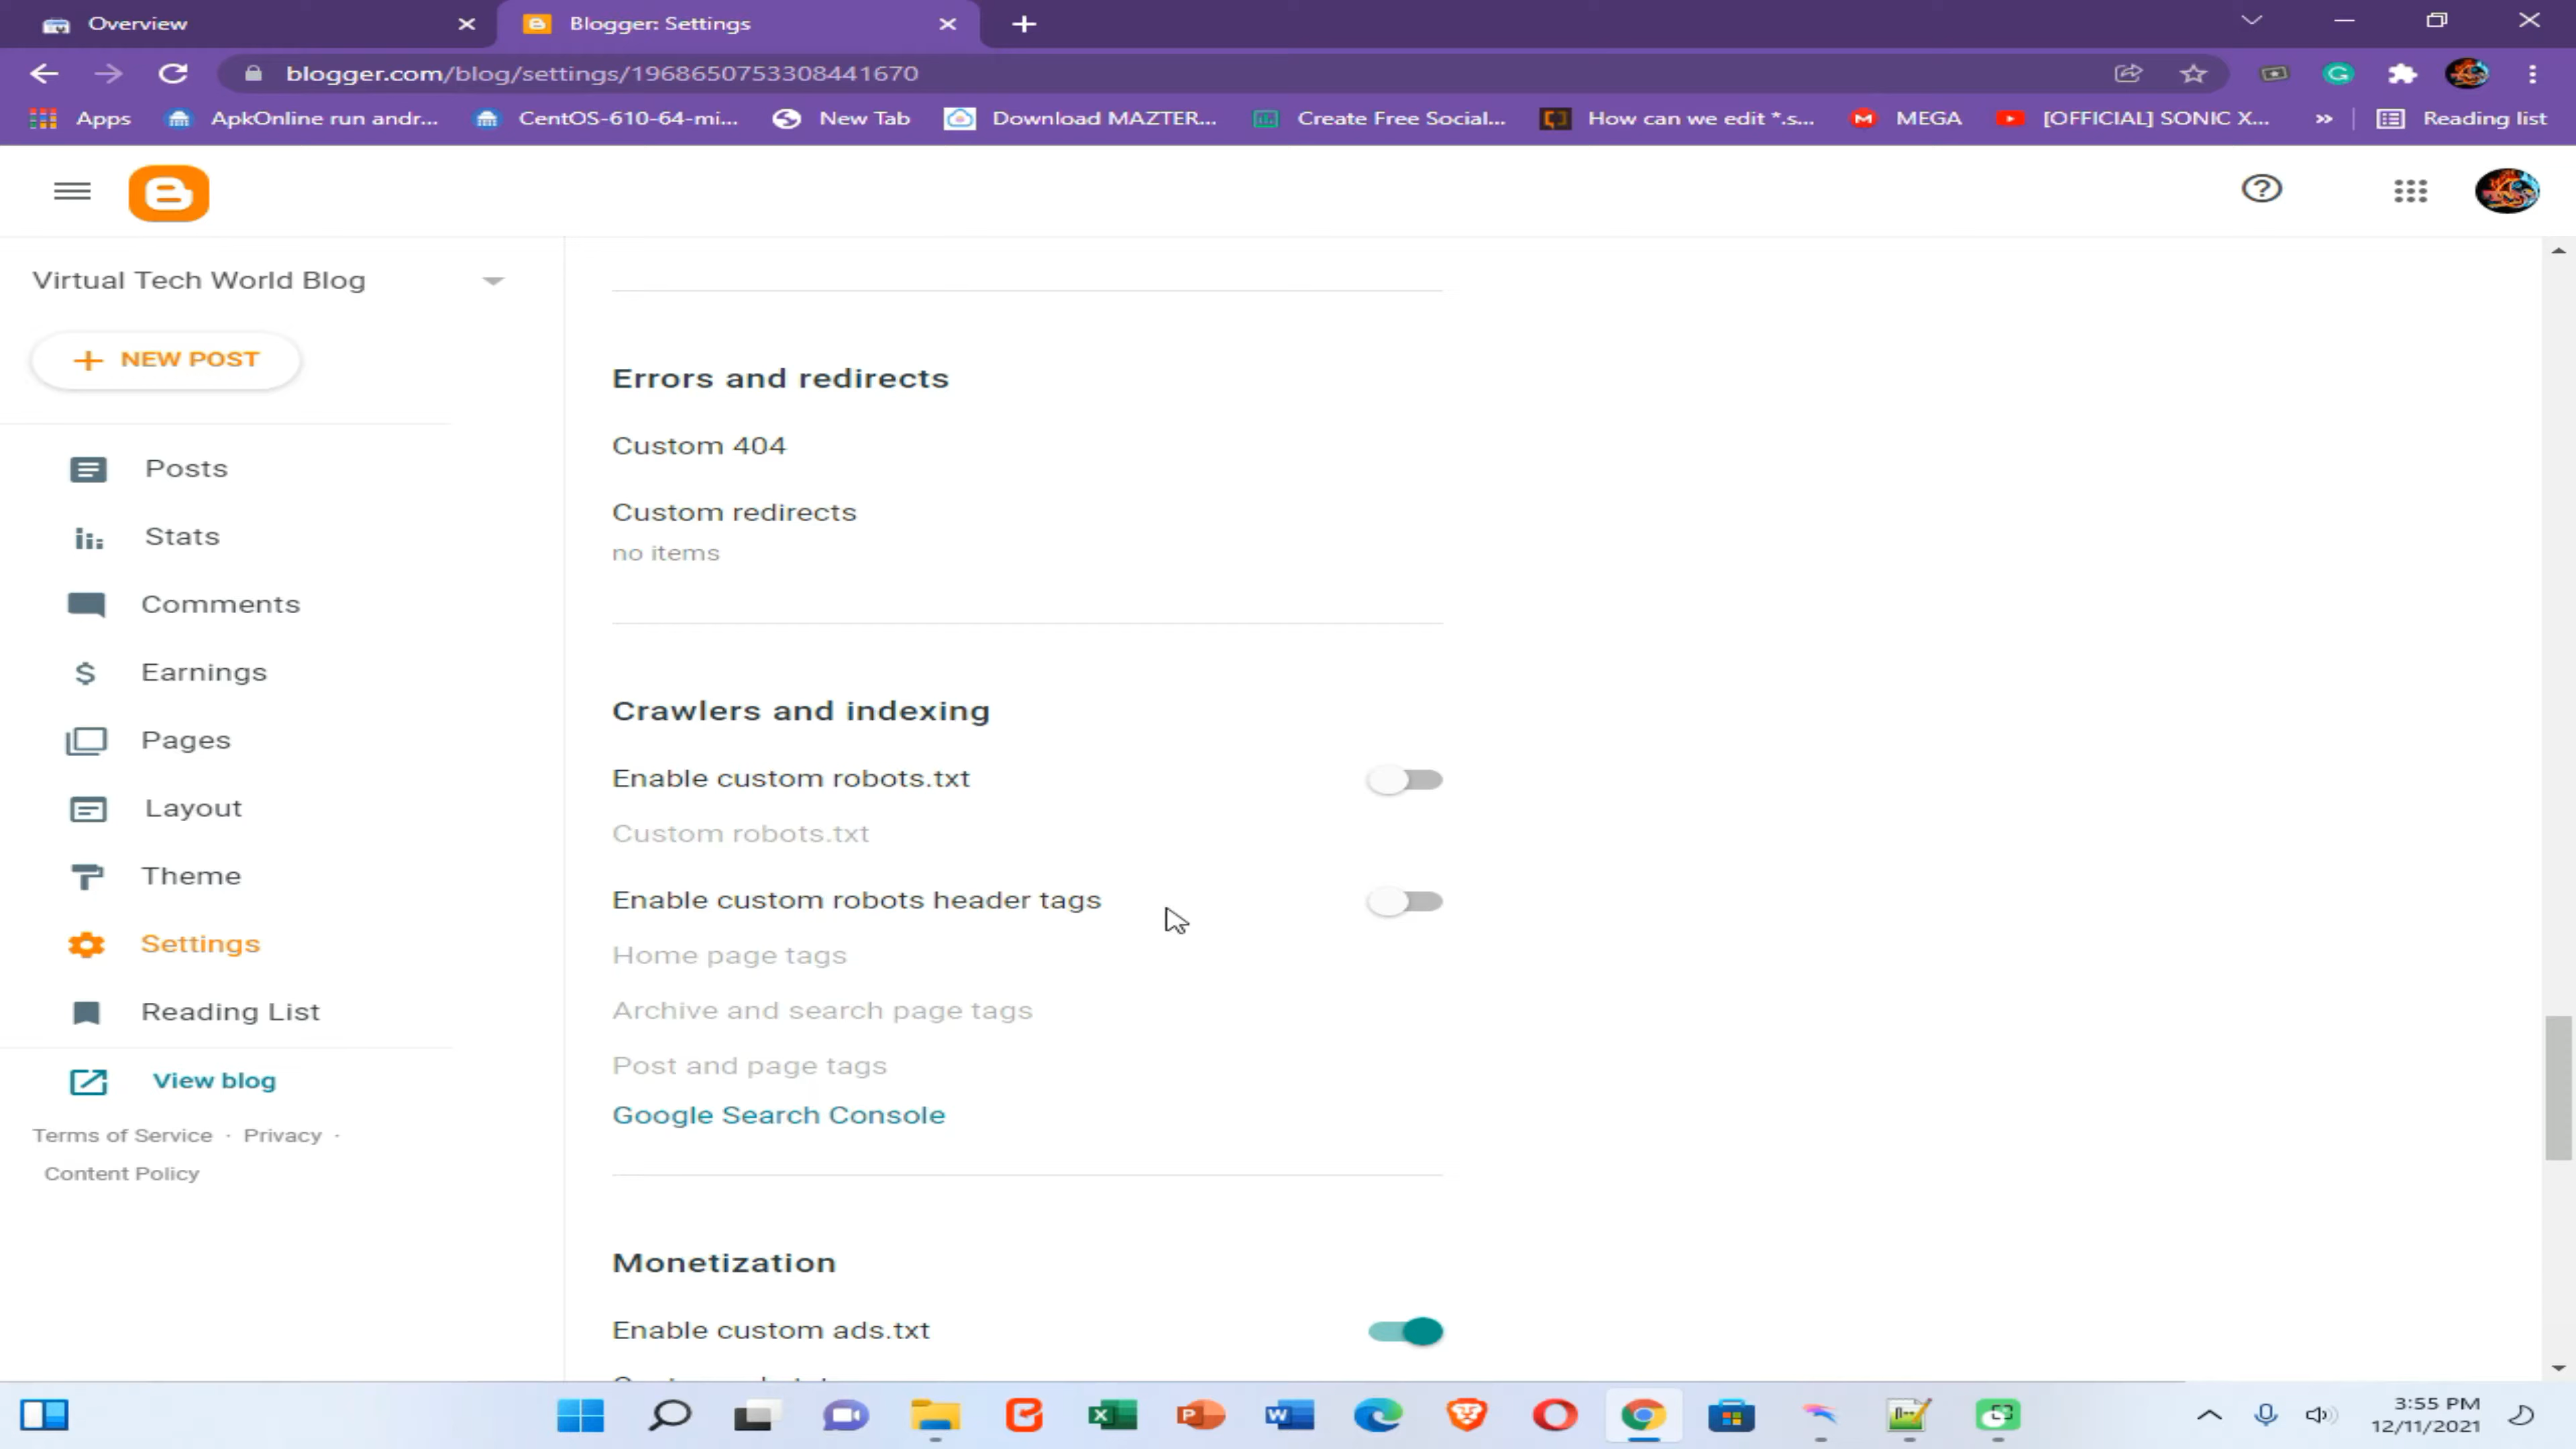 Overview
Blogger: Settings
blogger.com/blog/settings/1968650753308441670
Apps
ApkOnline run andr...
CentOS-610-64-mi...
New Tab
Download MAZTER...
Create Free Social...
How can we edit *.s...
MEGA
[OFFICIAL] SONIC X...
»
Reading list
Virtual Tech World Blog
+ NEW POST
Posts
Stats
Comments
Earnings
Pages
Layout
Theme
Settings
Reading List
View blog
Terms of Service · Privacy ·
Content Policy
Errors and redirects
Custom 404
Custom redirects
no items
Crawlers and indexing
Enable custom robots.txt
Custom robots.txt
Enable custom robots header tags
Home page tags
Archive and search page tags
Post and page tags
Google Search Console
Monetization
Enable custom ads.txt
3:55 PM
12/11/2021